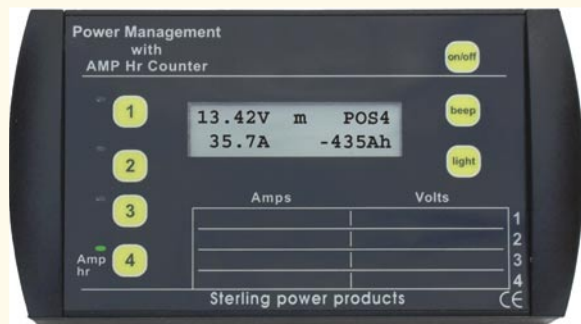 Power Management
with
AMP Hr Counter
on/off
1
beep
13.42V m POS4
35.7A -435Ah
2
light
3
Amps Volts
1
2
3
4
Amp
hr
4
Sterling power products CE